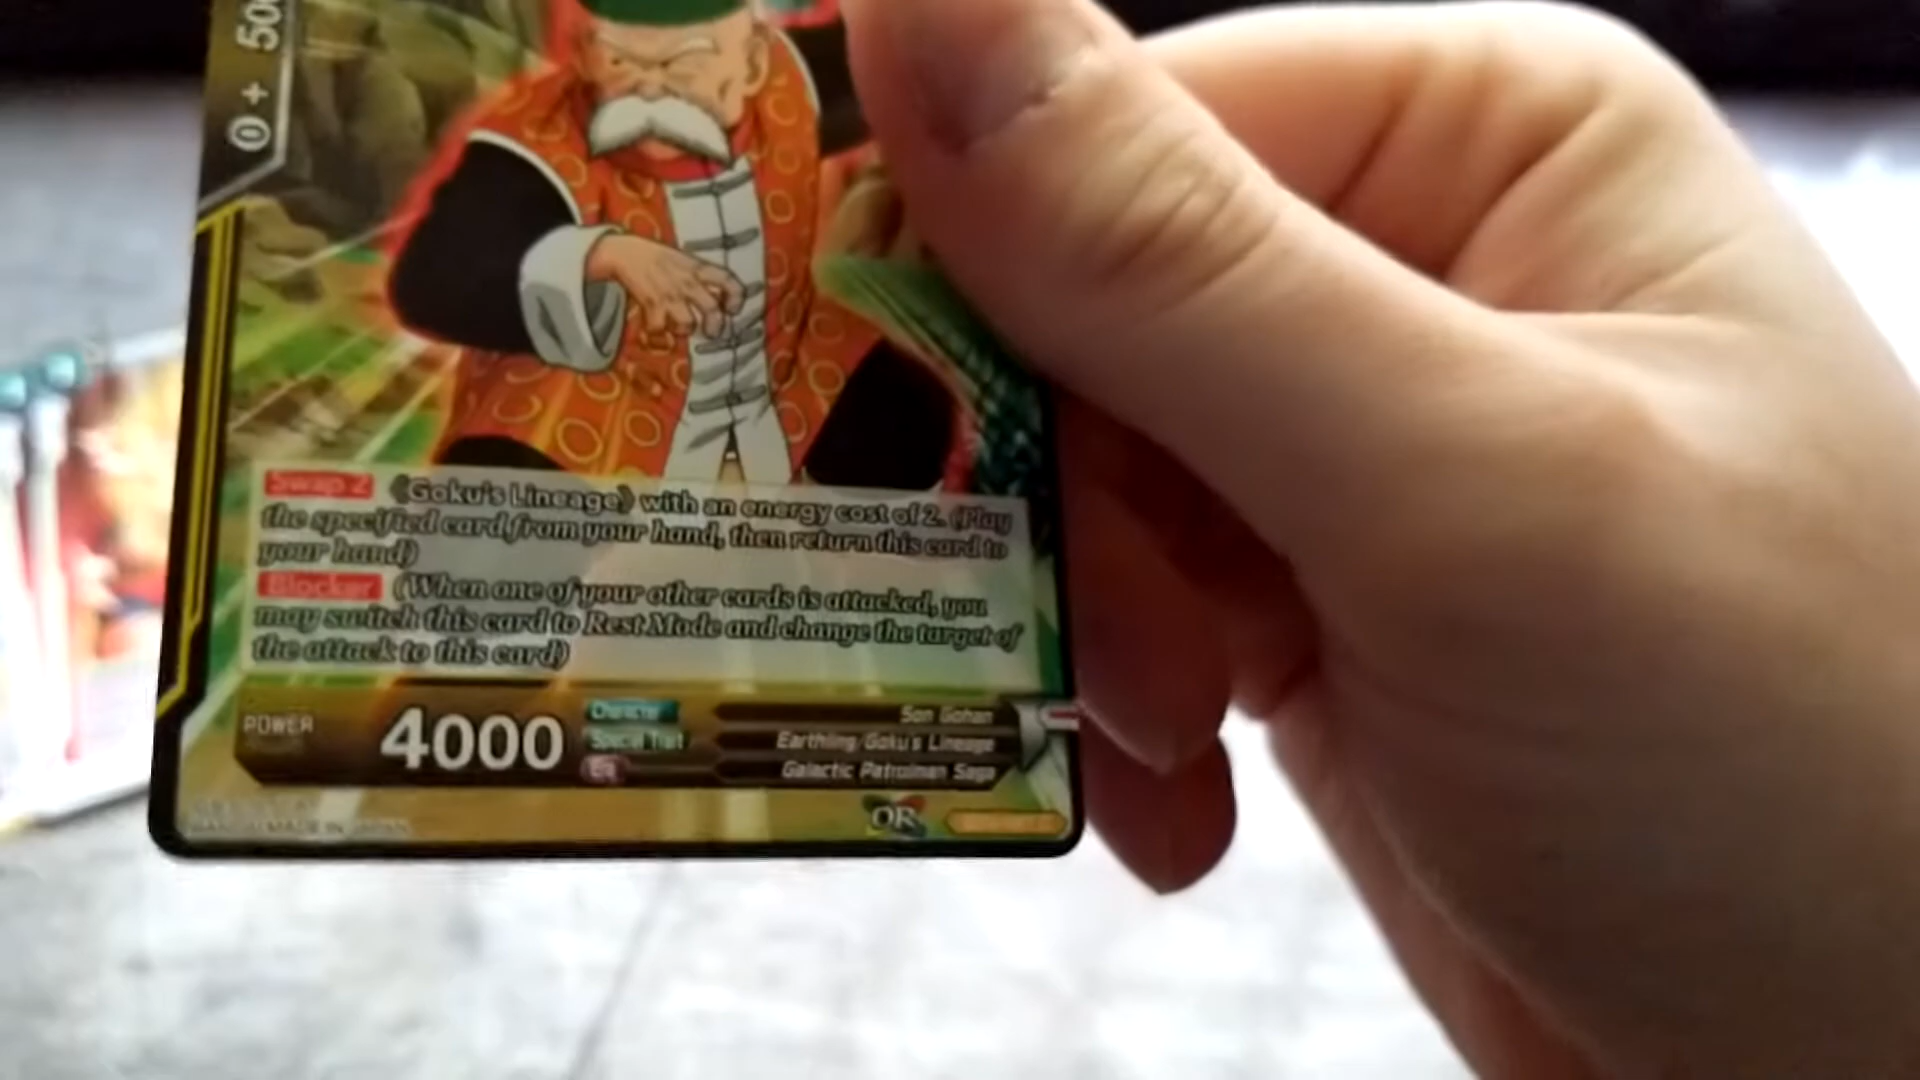 0 + 500
Swap 2 《Goku's Lineage》 with an energy cost of 2. (Play
the specified card from your hand, then return this card to
your hand)
Blocker (When one of your other cards is attacked, you
may switch this card to Rest Mode and change the target of
the attack to this card)
POWER 4000
Character Son Gohan
Special Trait Earthling/Goku's Lineage
Era Galactic Patrolman Saga
MADE IN JAPAN